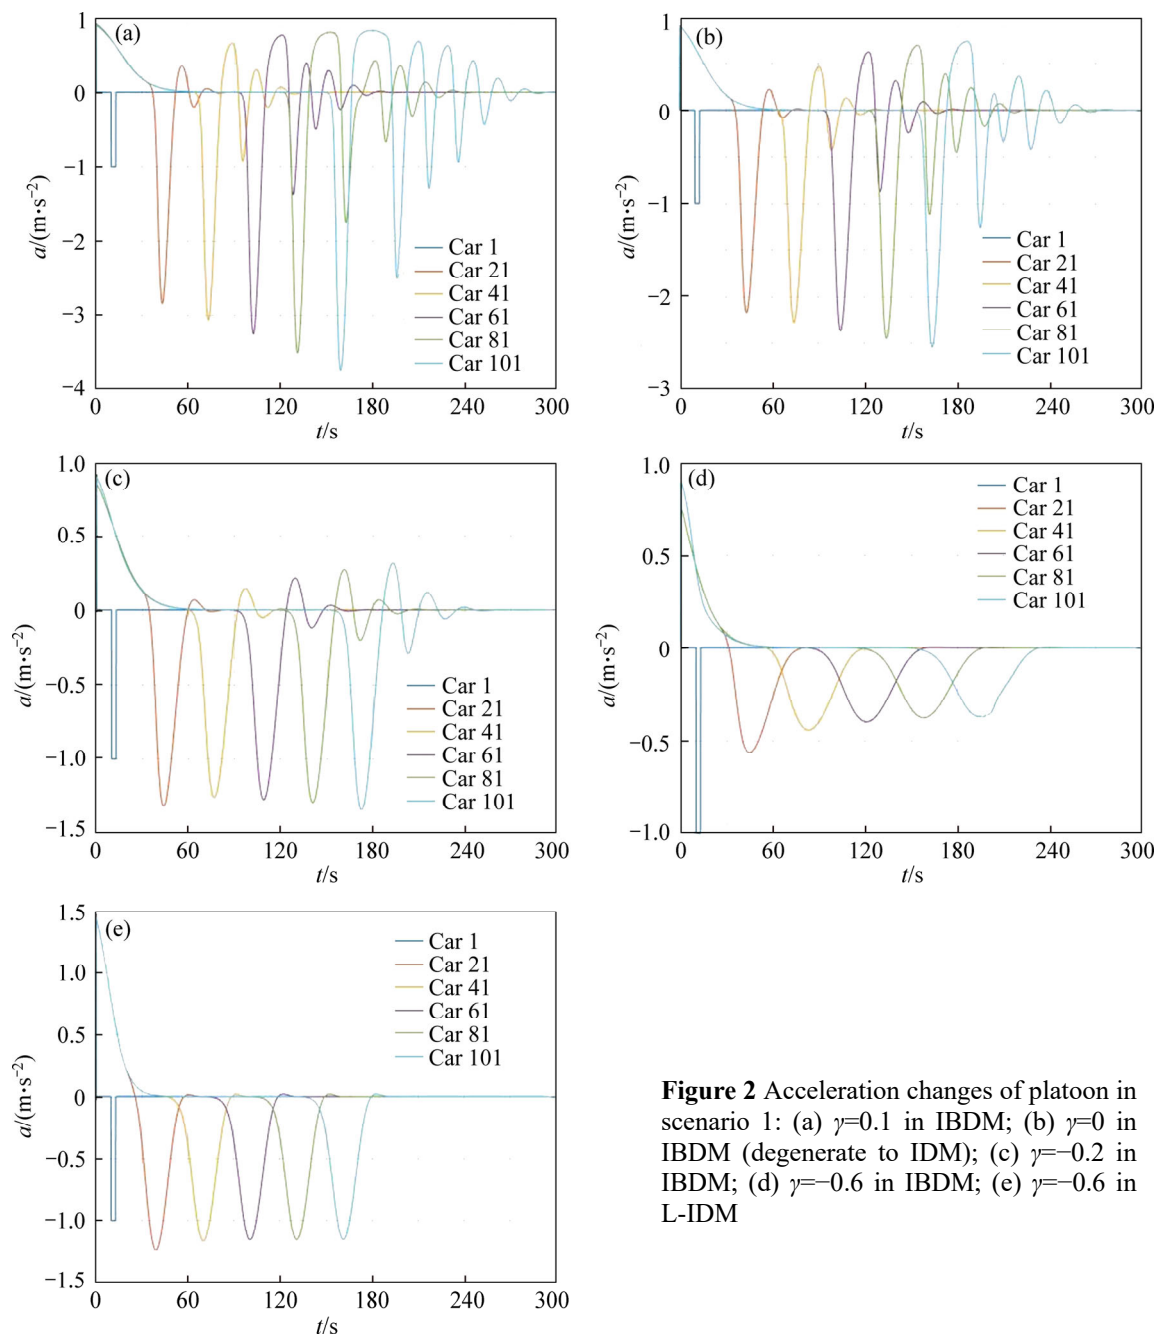 (a)
1
0
−1
−2
−3
−4
a/(m·s⁻²)
Car 1
Car 21
Car 41
Car 61
Car 81
Car 101
0 60 120 180 240 300
t/s
(b)
1
0
−1
−2
−3
a/(m·s⁻²)
Car 1
Car 21
Car 41
Car 61
Car 81
Car 101
0 60 120 180 240 300
t/s
(c)
1.0
0.5
0
−0.5
−1.0
−1.5
a/(m·s⁻²)
Car 1
Car 21
Car 41
Car 61
Car 81
Car 101
0 60 120 180 240 300
t/s
(d)
1.0
0.5
0
−0.5
−1.0
a/(m·s⁻²)
Car 1
Car 21
Car 41
Car 61
Car 81
Car 101
0 60 120 180 240 300
t/s
(e)
1.5
1.0
0.5
0
−0.5
−1.0
−1.5
a/(m·s⁻²)
Car 1
Car 21
Car 41
Car 61
Car 81
Car 101
0 60 120 180 240 300
t/s
Figure 2 Acceleration changes of platoon in
scenario 1: (a) γ=0.1 in IBDM; (b) γ=0 in
IBDM (degenerate to IDM); (c) γ=−0.2 in
IBDM; (d) γ=−0.6 in IBDM; (e) γ=−0.6 in
L-IDM